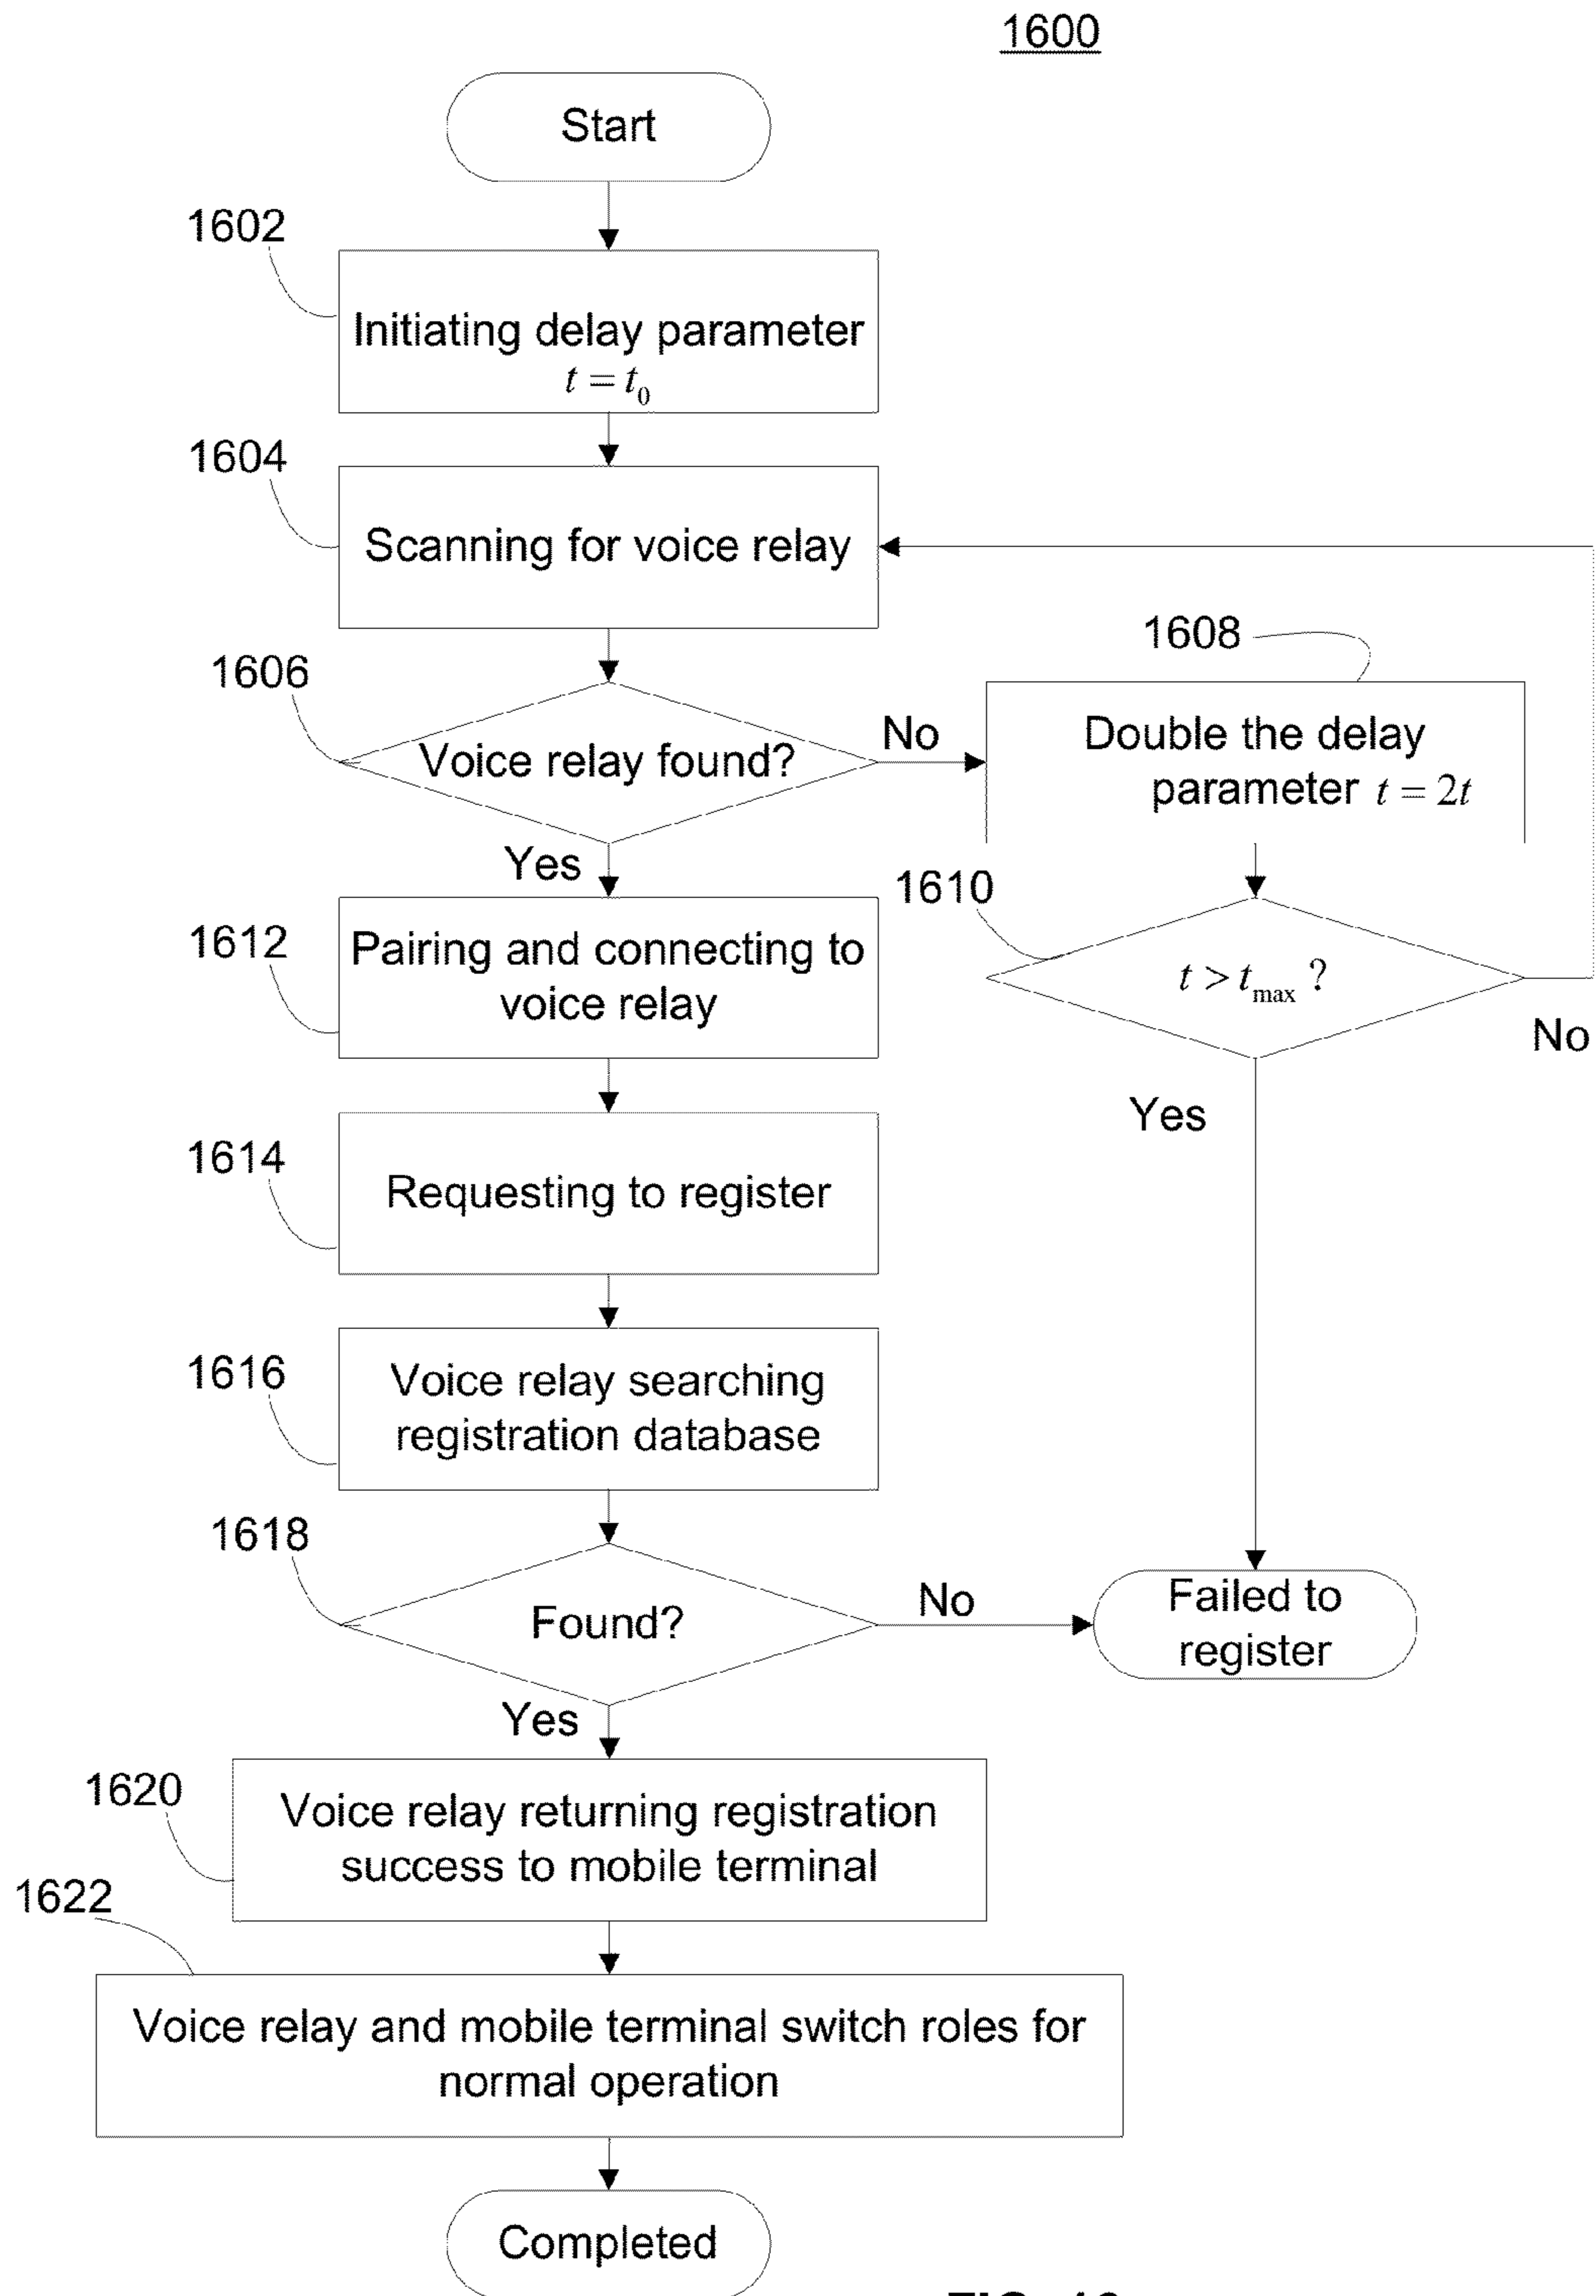 1600
Start
1602
Initiating delay parameter
t = t₀
1604
Scanning for voice relay
1608
1606
Voice relay found?
No
Double the delay
parameter t = 2t
Yes
1610
1612
Pairing and connecting to
voice relay
t > tₘₐₓ ?
No
Yes
1614
Requesting to register
1616
Voice relay searching
registration database
1618
Found?
No
Failed to
register
Yes
1620
Voice relay returning registration
success to mobile terminal
1622
Voice relay and mobile terminal switch roles for
normal operation
Completed